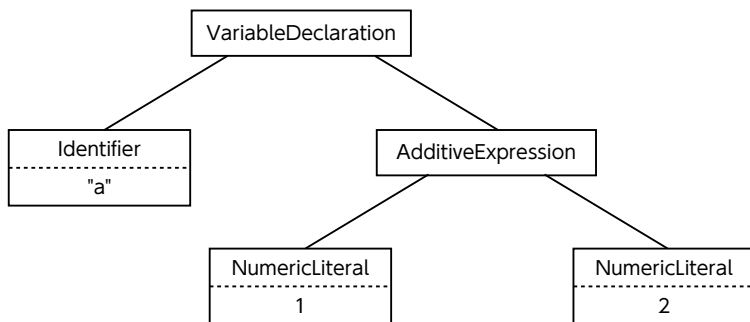 VariableDeclaration
Identifier
"a"
AdditiveExpression
NumericLiteral
1
NumericLiteral
2